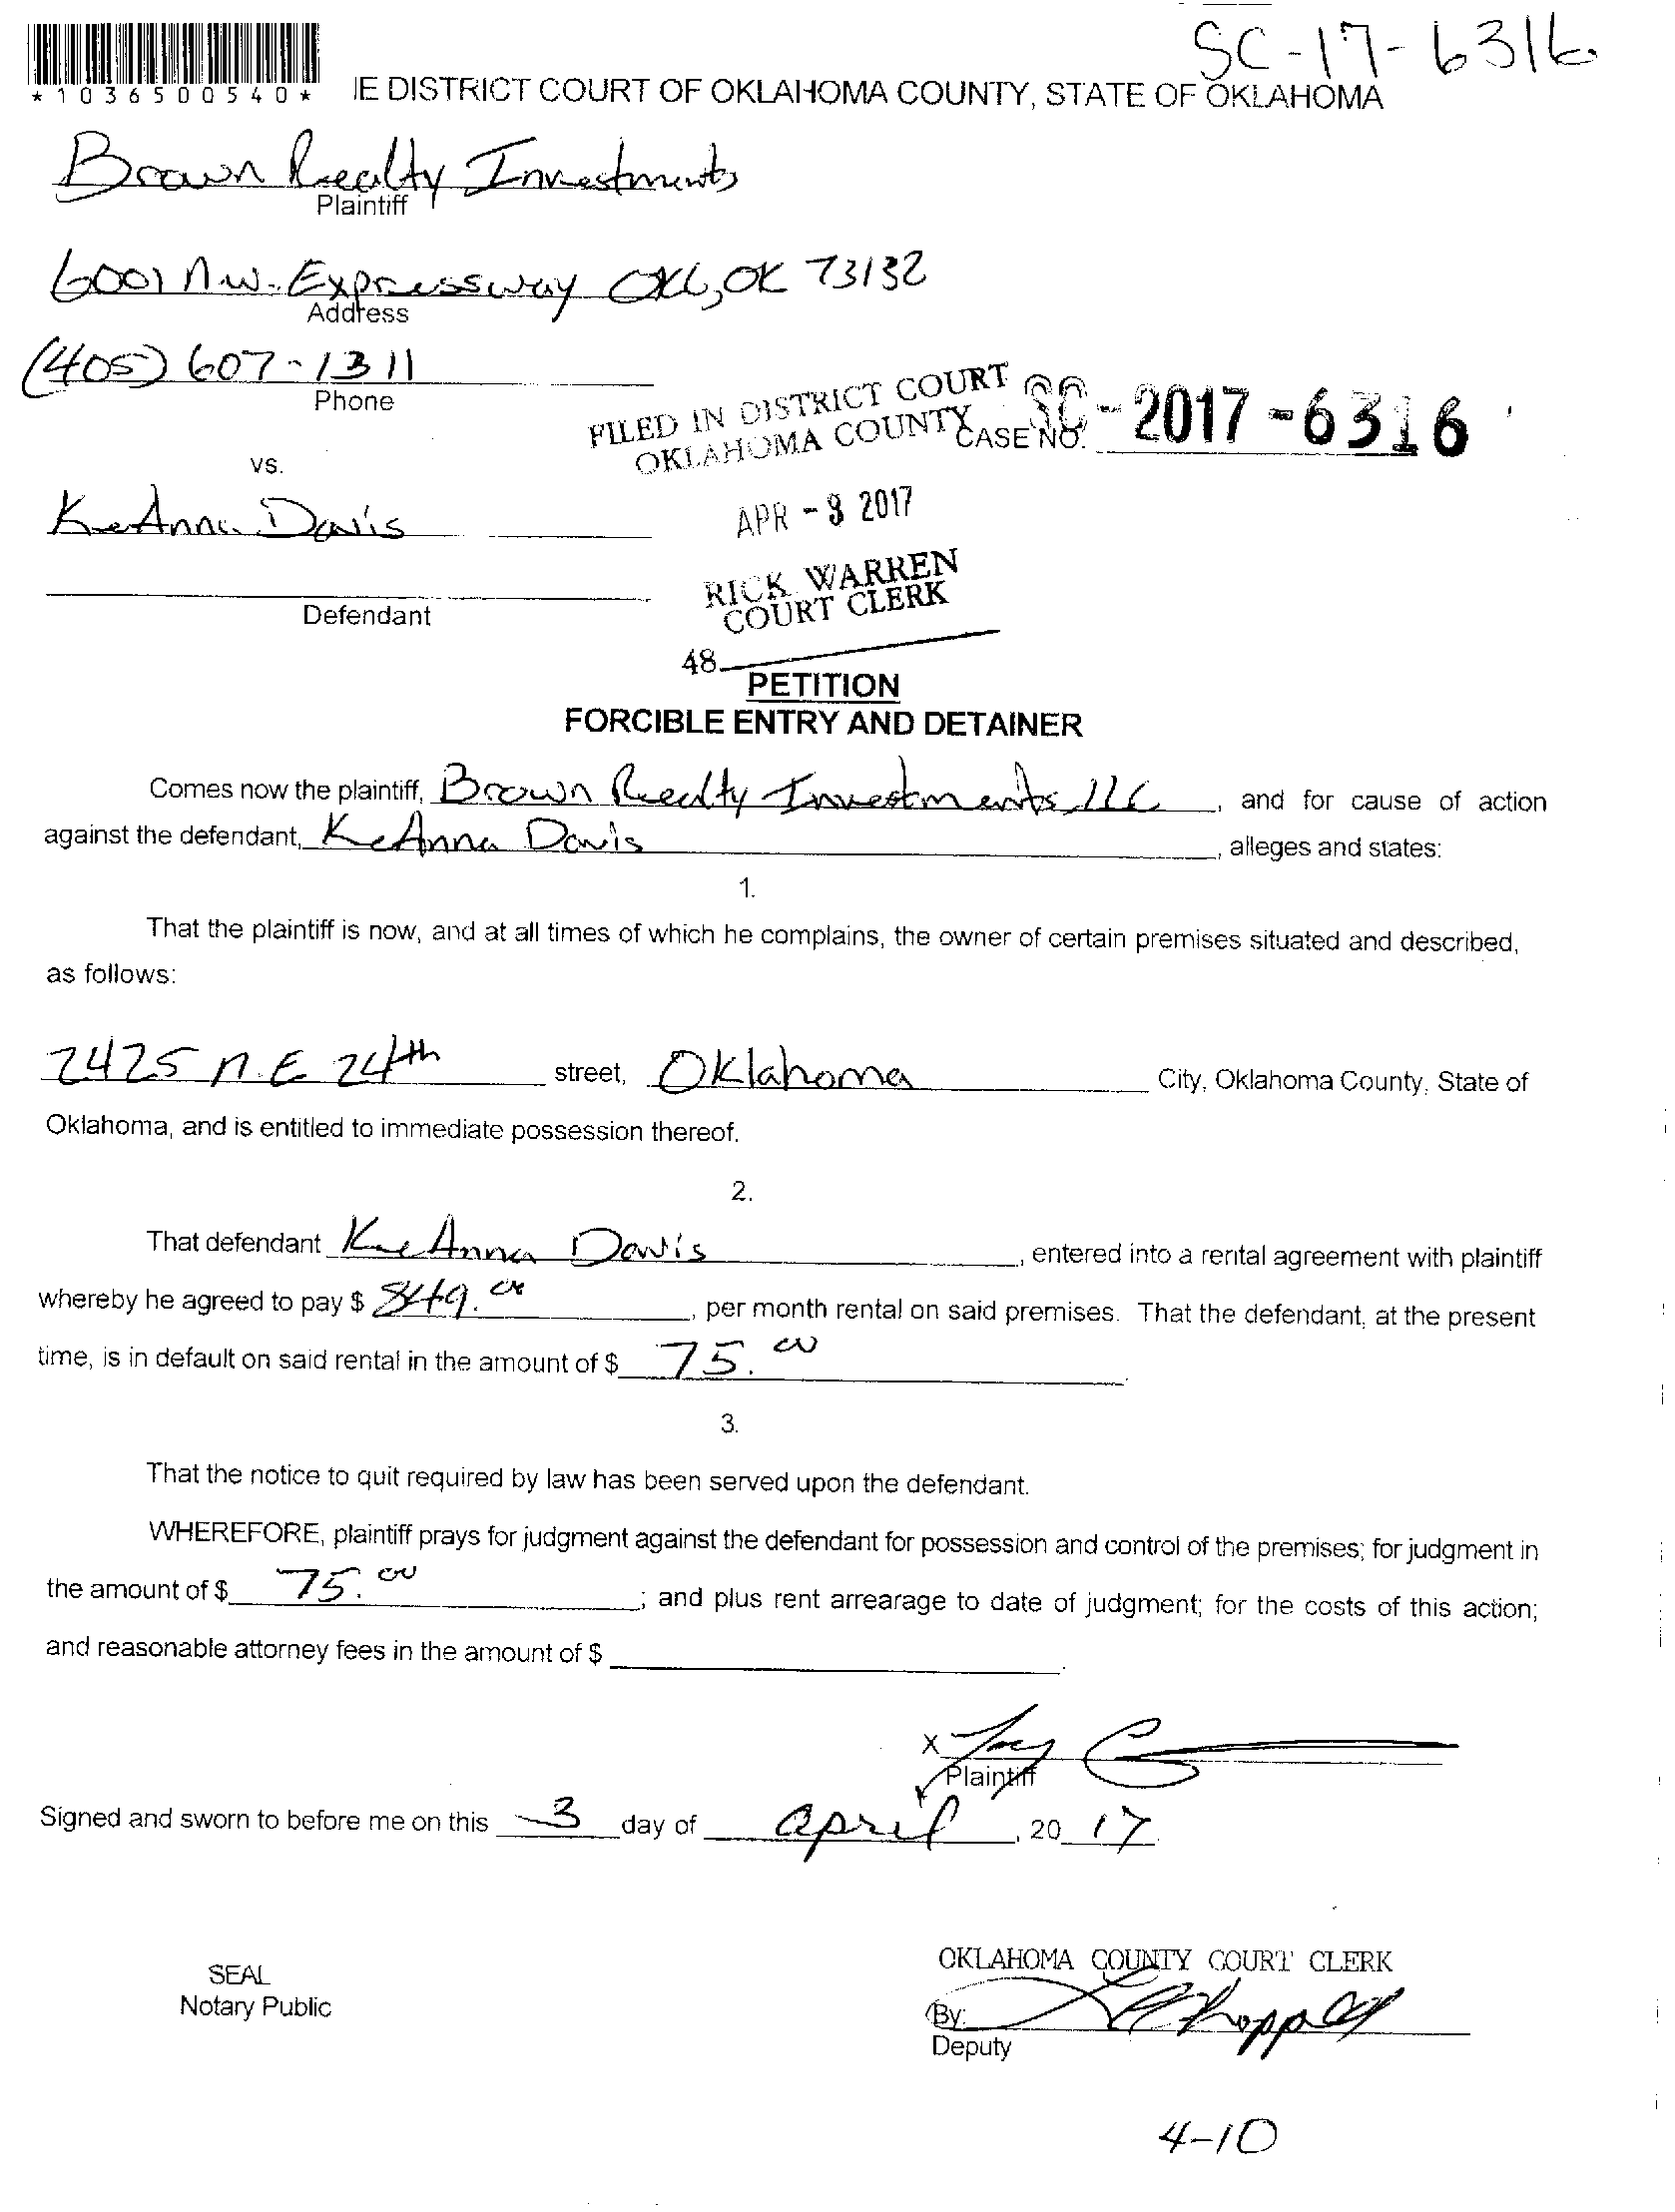 SC-17-6316
*1036500540*
IE DISTRICT COURT OF OKLAHOMA COUNTY, STATE OF OKLAHOMA
Brown Realty Investments
Plaintiff
6001 N.W. Expressway OKC, OK 73132
Address
(405) 607-1311
Phone
FILED IN DISTRICT COURT
OKLAHOMA COUNTY
CASE NO. SC-2017-6316
vs.
KeAnna Davis
APR - 3 2017
RICK WARREN
COURT CLERK
Defendant
48
PETITION
FORCIBLE ENTRY AND DETAINER
Comes now the plaintiff, Brown Realty Investments, LLC, and for cause of action
against the defendant, KeAnna Davis, alleges and states:
1.
That the plaintiff is now, and at all times of which he complains, the owner of certain premises situated and described,
as follows:
2425 N.E 24th street, Oklahoma City, Oklahoma County, State of
Oklahoma, and is entitled to immediate possession thereof.
2.
That defendant KeAnna Davis, entered into a rental agreement with plaintiff
whereby he agreed to pay $ 849.00, per month rental on said premises. That the defendant, at the present
time, is in default on said rental in the amount of $ 75.00.
3.
That the notice to quit required by law has been served upon the defendant.
WHEREFORE, plaintiff prays for judgment against the defendant for possession and control of the premises; for judgment in
the amount of $ 75.00; and plus rent arrearage to date of judgment; for the costs of this action;
and reasonable attorney fees in the amount of $ .
X
Plaintiff
Signed and sworn to before me on this 3 day of april, 20 17
OKLAHOMA COUNTY COURT CLERK
SEAL
Notary Public
By:
Deputy
4-10